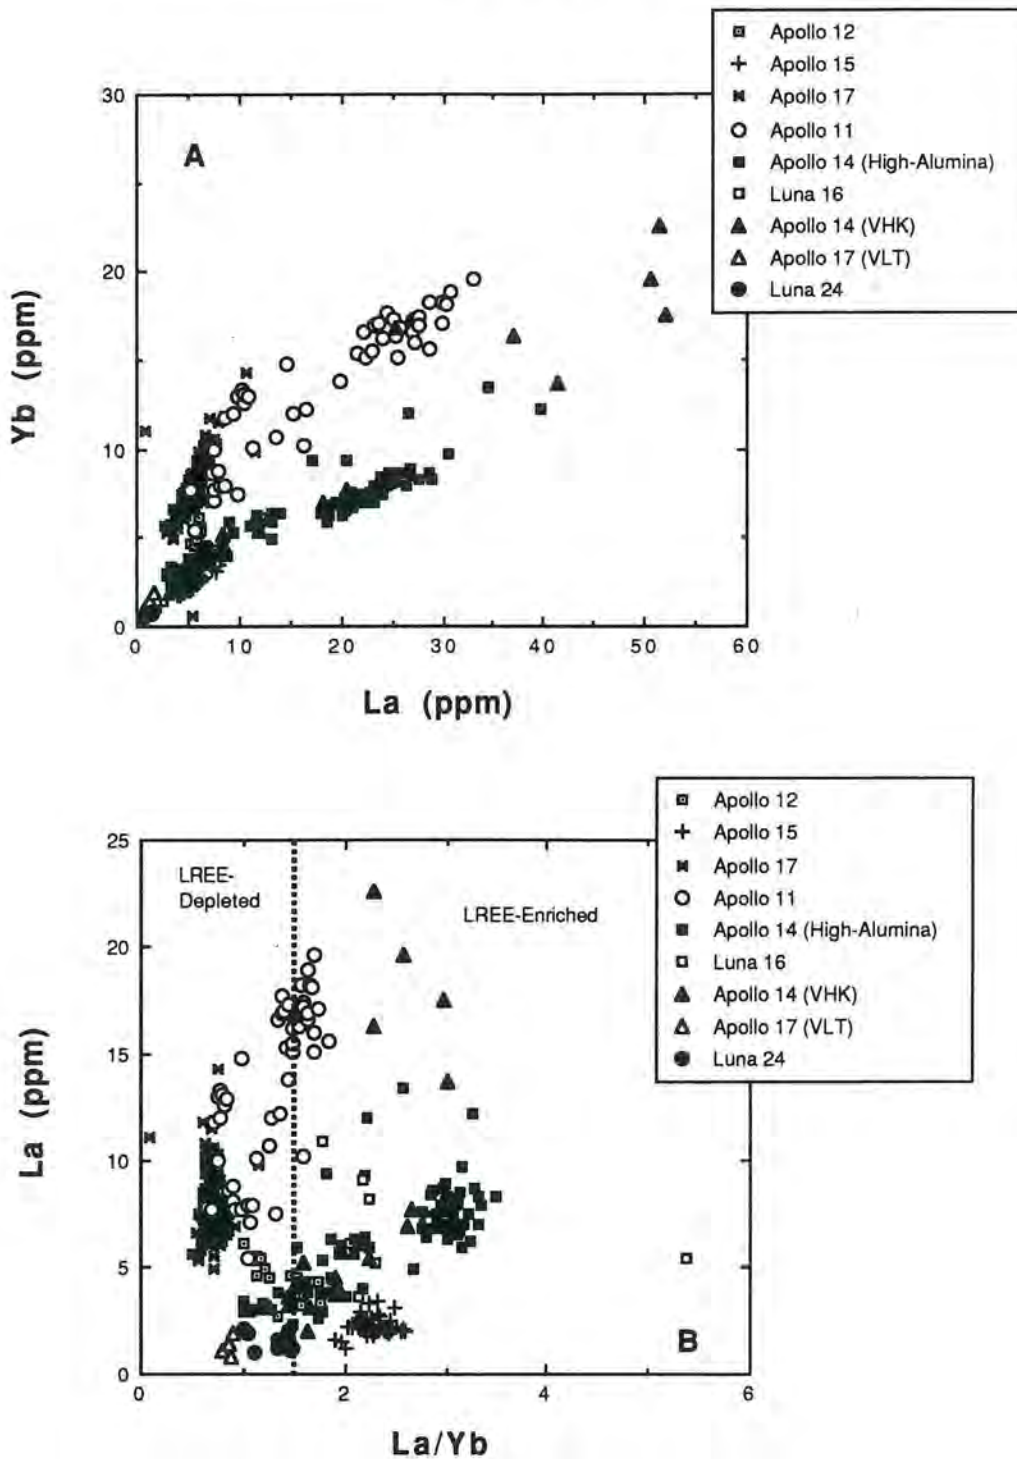 Apollo 12
Apollo 15
Apollo 17
Apollo 11
Apollo 14 (High-Alumina)
Luna 16
Apollo 14 (VHK)
Apollo 17 (VLT)
Luna 24
A
30
20
10
0
Yb (ppm)
0 10 20 30 40 50 60
La (ppm)
Apollo 12
Apollo 15
Apollo 17
Apollo 11
Apollo 14 (High-Alumina)
Luna 16
Apollo 14 (VHK)
Apollo 17 (VLT)
Luna 24
25
20
15
10
5
0
La (ppm)
LREE-
Depleted
LREE-Enriched
B
0 2 4 6
La/Yb